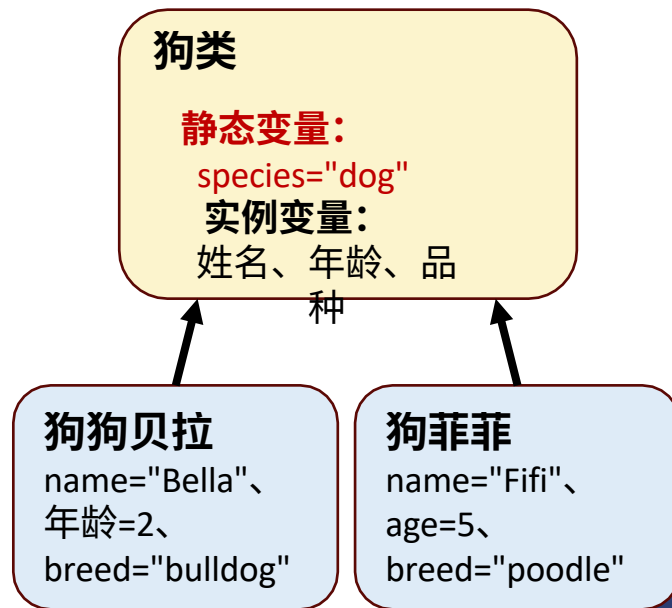 狗类
静态变量：
species="dog"
实例变量：
姓名、年龄、品
种
狗狗贝拉
name="Bella"、
年龄=2、
breed="bulldog"
狗菲菲
name="Fifi"、
age=5、
breed="poodle"